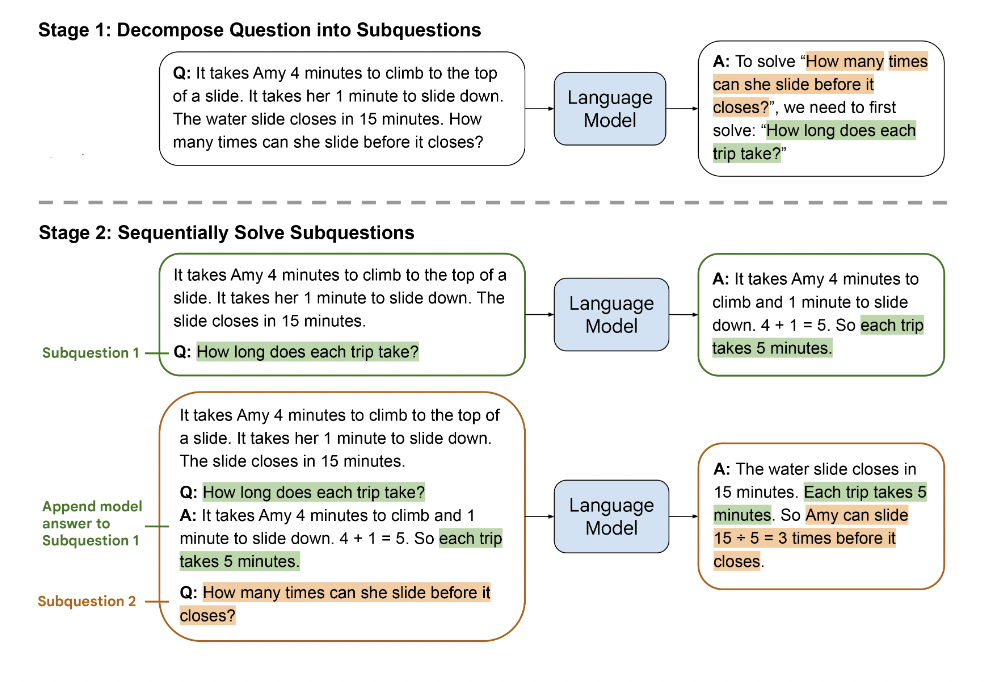 Stage 1: Decompose Question into Subquestions
Q: It takes Amy 4 minutes to climb to the top
of a slide. It takes her 1 minute to slide down.
The water slide closes in 15 minutes. How
many times can she slide before it closes?
Language
Model
A: To solve “How many times
can she slide before it
closes?”, we need to first
solve: “How long does each
trip take?”
Stage 2: Sequentially Solve Subquestions
It takes Amy 4 minutes to climb to the top of a
slide. It takes her 1 minute to slide down. The
slide closes in 15 minutes.
Subquestion 1
Q: How long does each trip take?
Language
Model
A: It takes Amy 4 minutes to
climb and 1 minute to slide
down. 4 + 1 = 5. So each trip
takes 5 minutes.
It takes Amy 4 minutes to climb to the top of
a slide. It takes her 1 minute to slide down.
The slide closes in 15 minutes.
Q: How long does each trip take?
Append model
answer to
Subquestion 1
A: It takes Amy 4 minutes to climb and 1
minute to slide down. 4 + 1 = 5. So each trip
takes 5 minutes.
Subquestion 2
Q: How many times can she slide before it
closes?
Language
Model
A: The water slide closes in
15 minutes. Each trip takes 5
minutes. So Amy can slide
15 ÷ 5 = 3 times before it
closes.